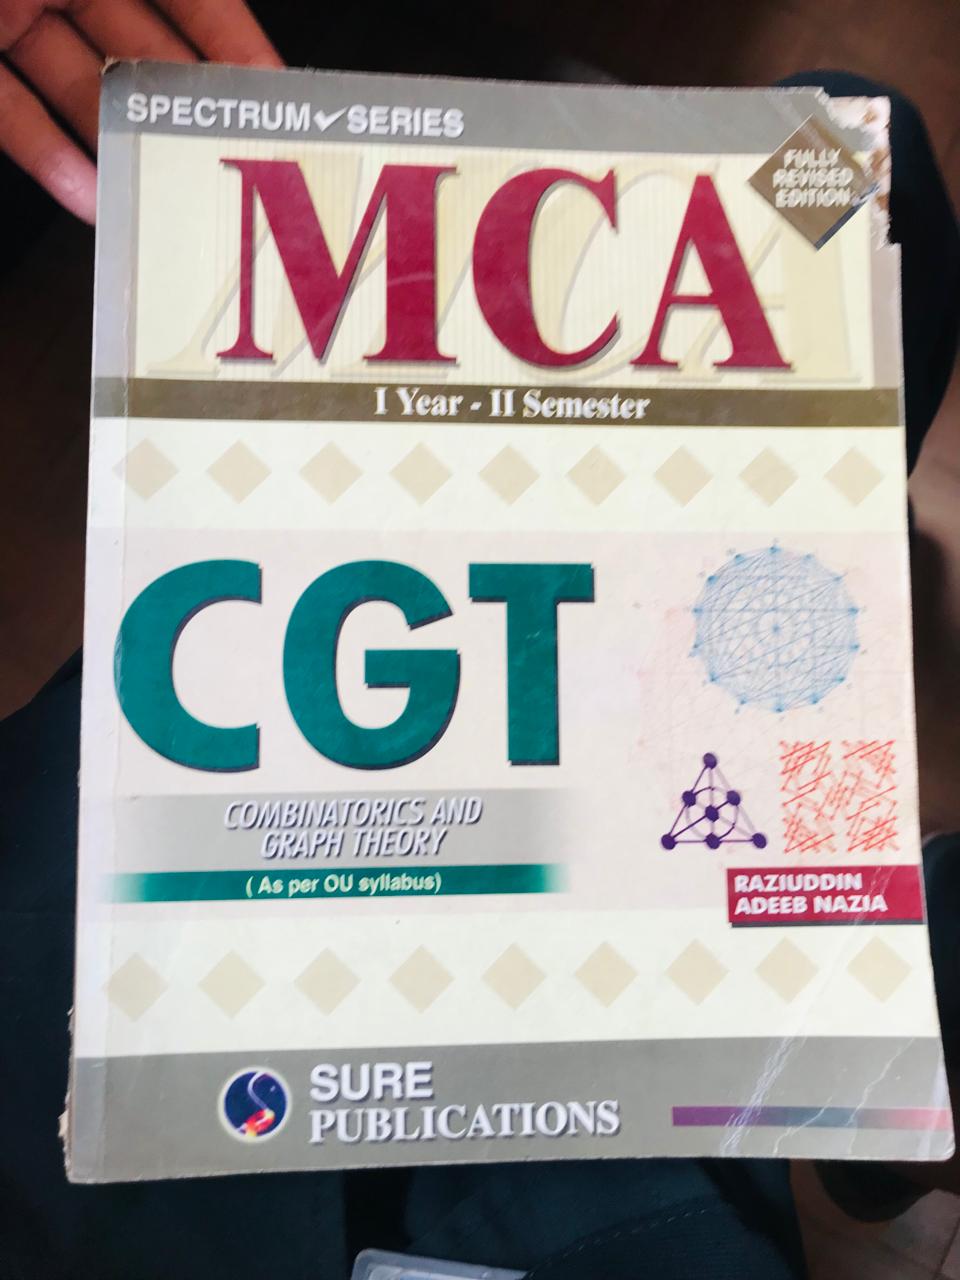 SPECTRUM SERIES
FULLY
REVISED
EDITION
MCA
I Year - II Semester
CGT
COMBINATORICS AND
GRAPH THEORY
( As per OU syllabus)
RAZIUDDIN
ADEEB NAZIA
SURE
PUBLICATIONS